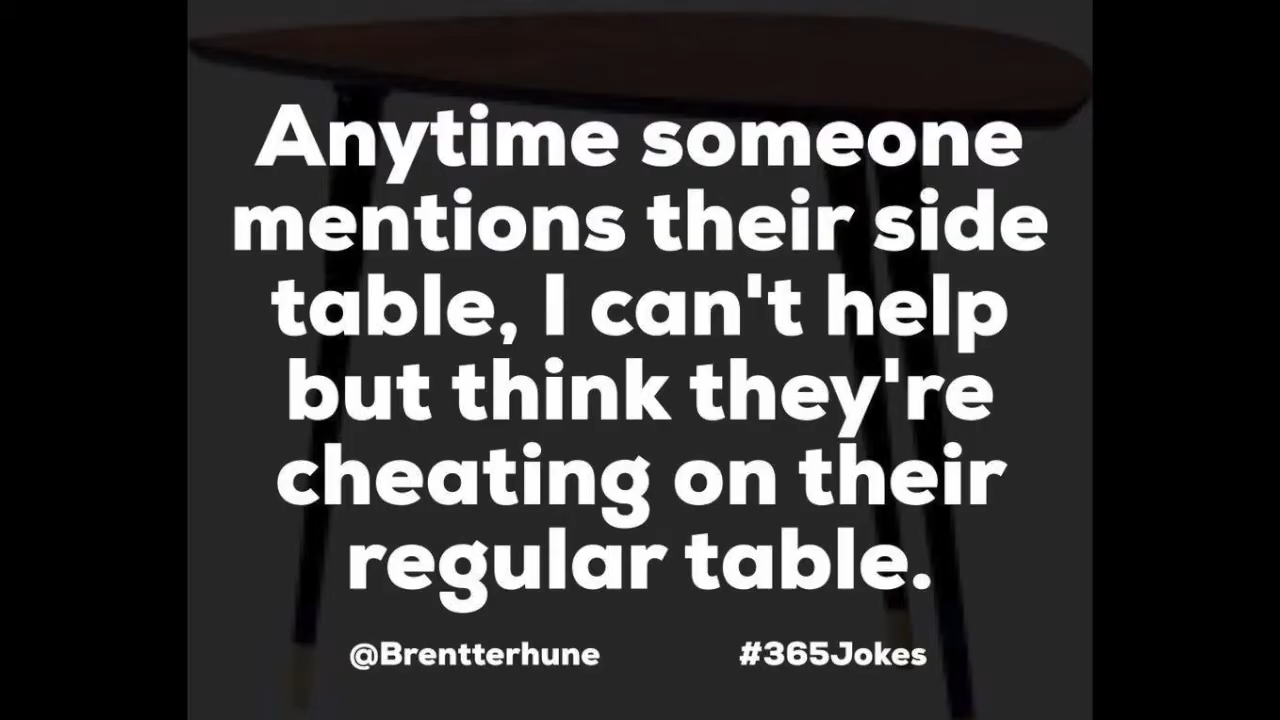 Anytime someone
mentions their side
table, I can't help
but think they're
cheating on their
regular table.
@Brentterhune #365Jokes